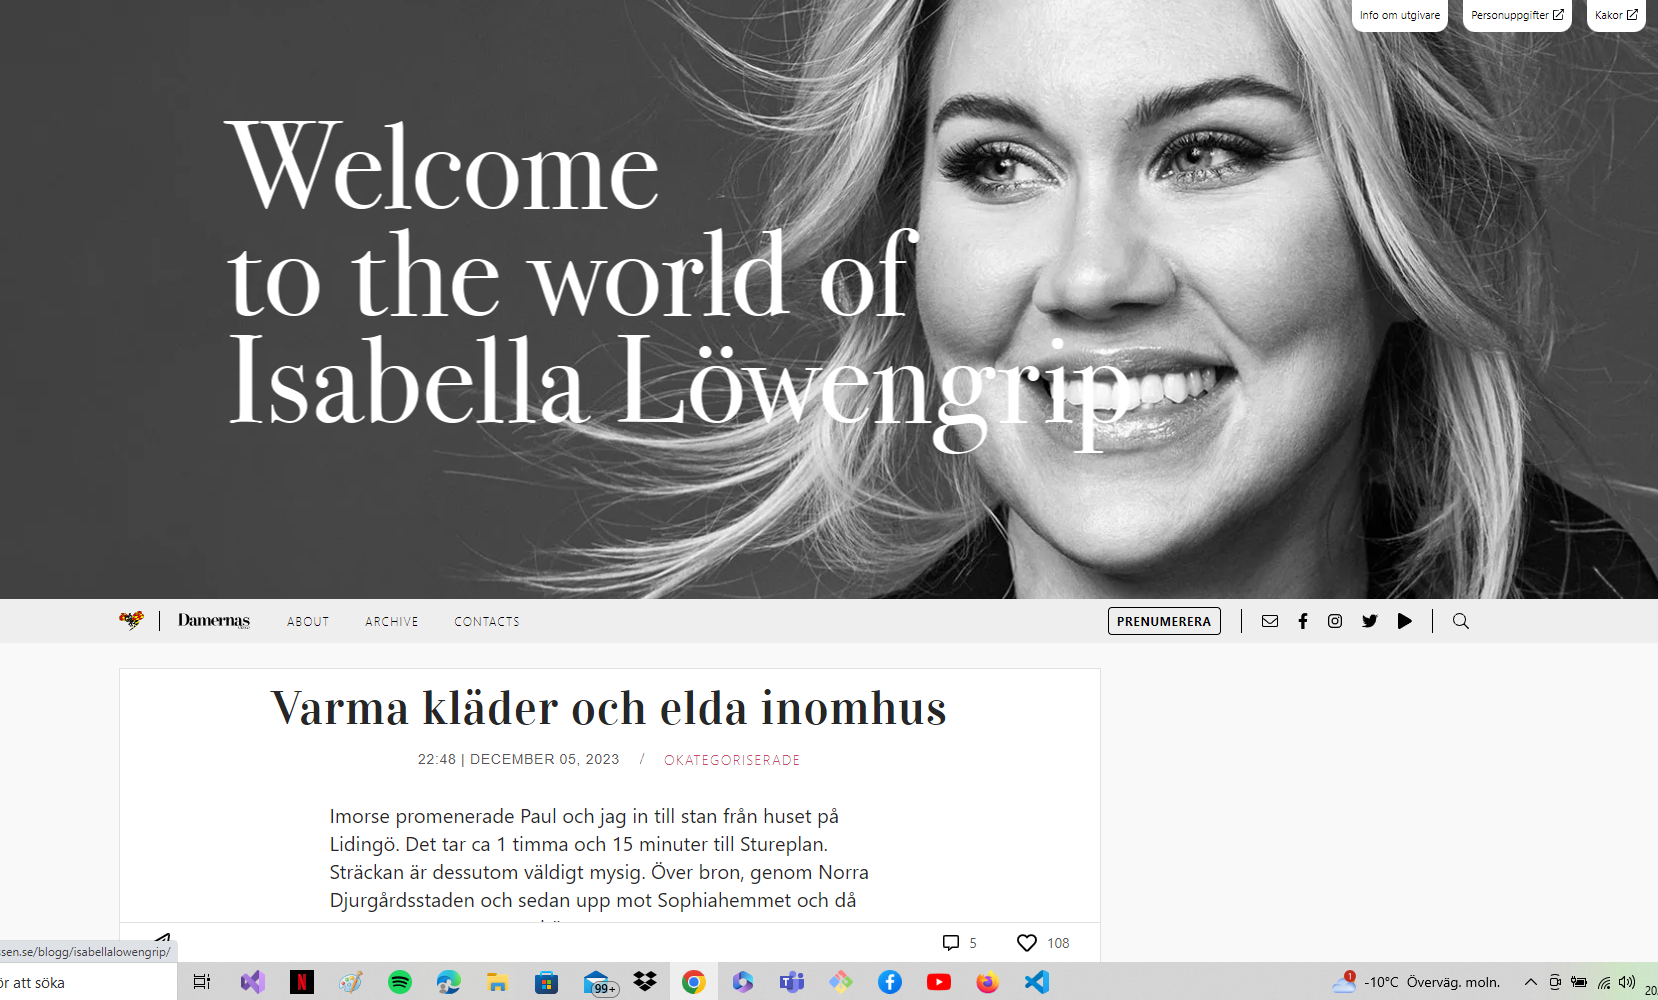 Info om utgivare
Personuppgifter
Kakor
Welcome
to the world of
Isabella Löwengrip
Damernas
ABOUT
ARCHIVE
CONTACTS
PRENUMERERA
Varma kläder och elda inomhus
22:48 | DECEMBER 05, 2023 / OKATEGORISERADE
Imorse promenerade Paul och jag in till stan från huset på
Lidingö. Det tar ca 1 timma och 15 minuter till Stureplan.
Sträckan är dessutom väldigt mysig. Över bron, genom Norra
Djurgårdsstaden och sedan upp mot Sophiahemmet och då
5
108
ssen.se/blogg/isabellalowengrip/
ör att söka
99+
1
-10°C Överväg. moln.
20